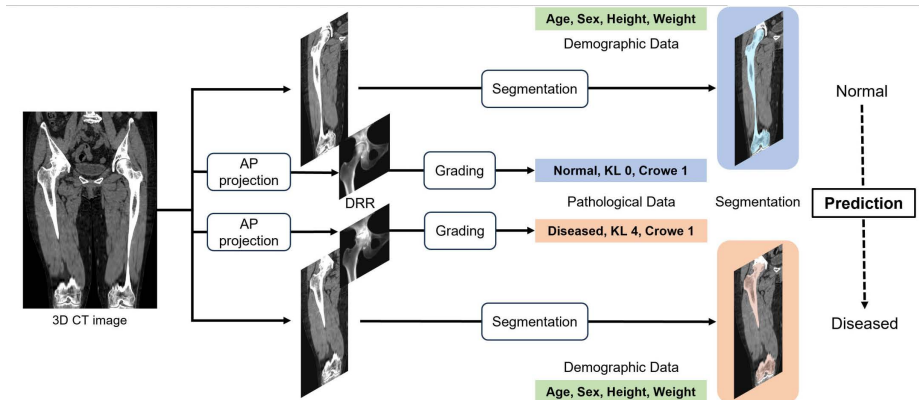 Age, Sex, Height, Weight
Demographic Data
Segmentation
Normal
AP
projection
Grading
Normal, KL 0, Crowe 1
DRR
Pathological Data
Segmentation
Prediction
AP
projection
Grading
Diseased, KL 4, Crowe 1
3D CT image
Segmentation
Diseased
Demographic Data
Age, Sex, Height, Weight